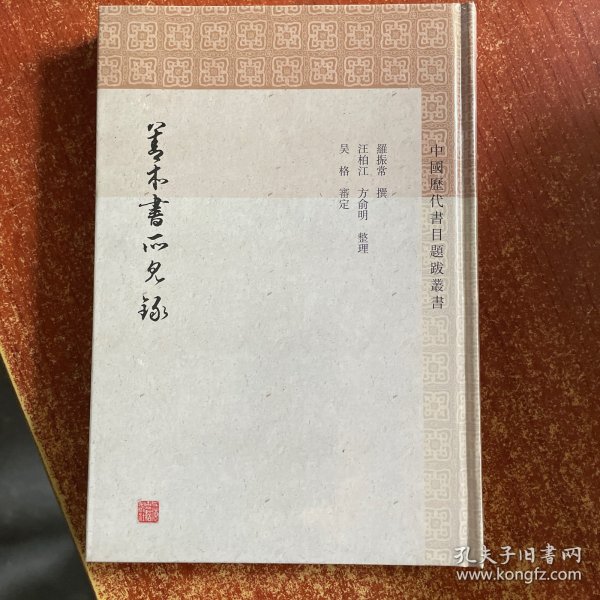 中國歷代書目題跋叢書
羅振常 撰
汪柏江 方俞明 整理
吴格 審定
善本書所見錄
孔夫子旧书网
www.kongfz.com